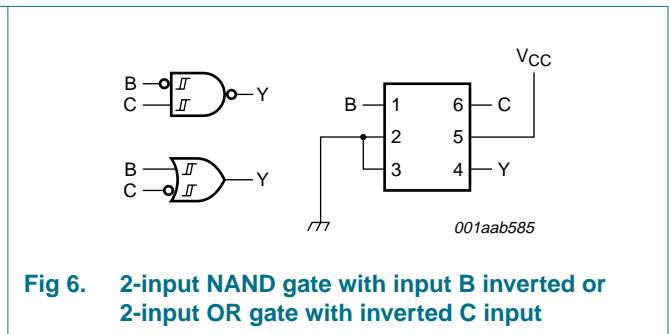 B
C
Y
B
C
Y
VCC
B 1 6 C
2 5
3 4 Y
001aab585
Fig 6. 2-input NAND gate with input B inverted or
2-input OR gate with inverted C input